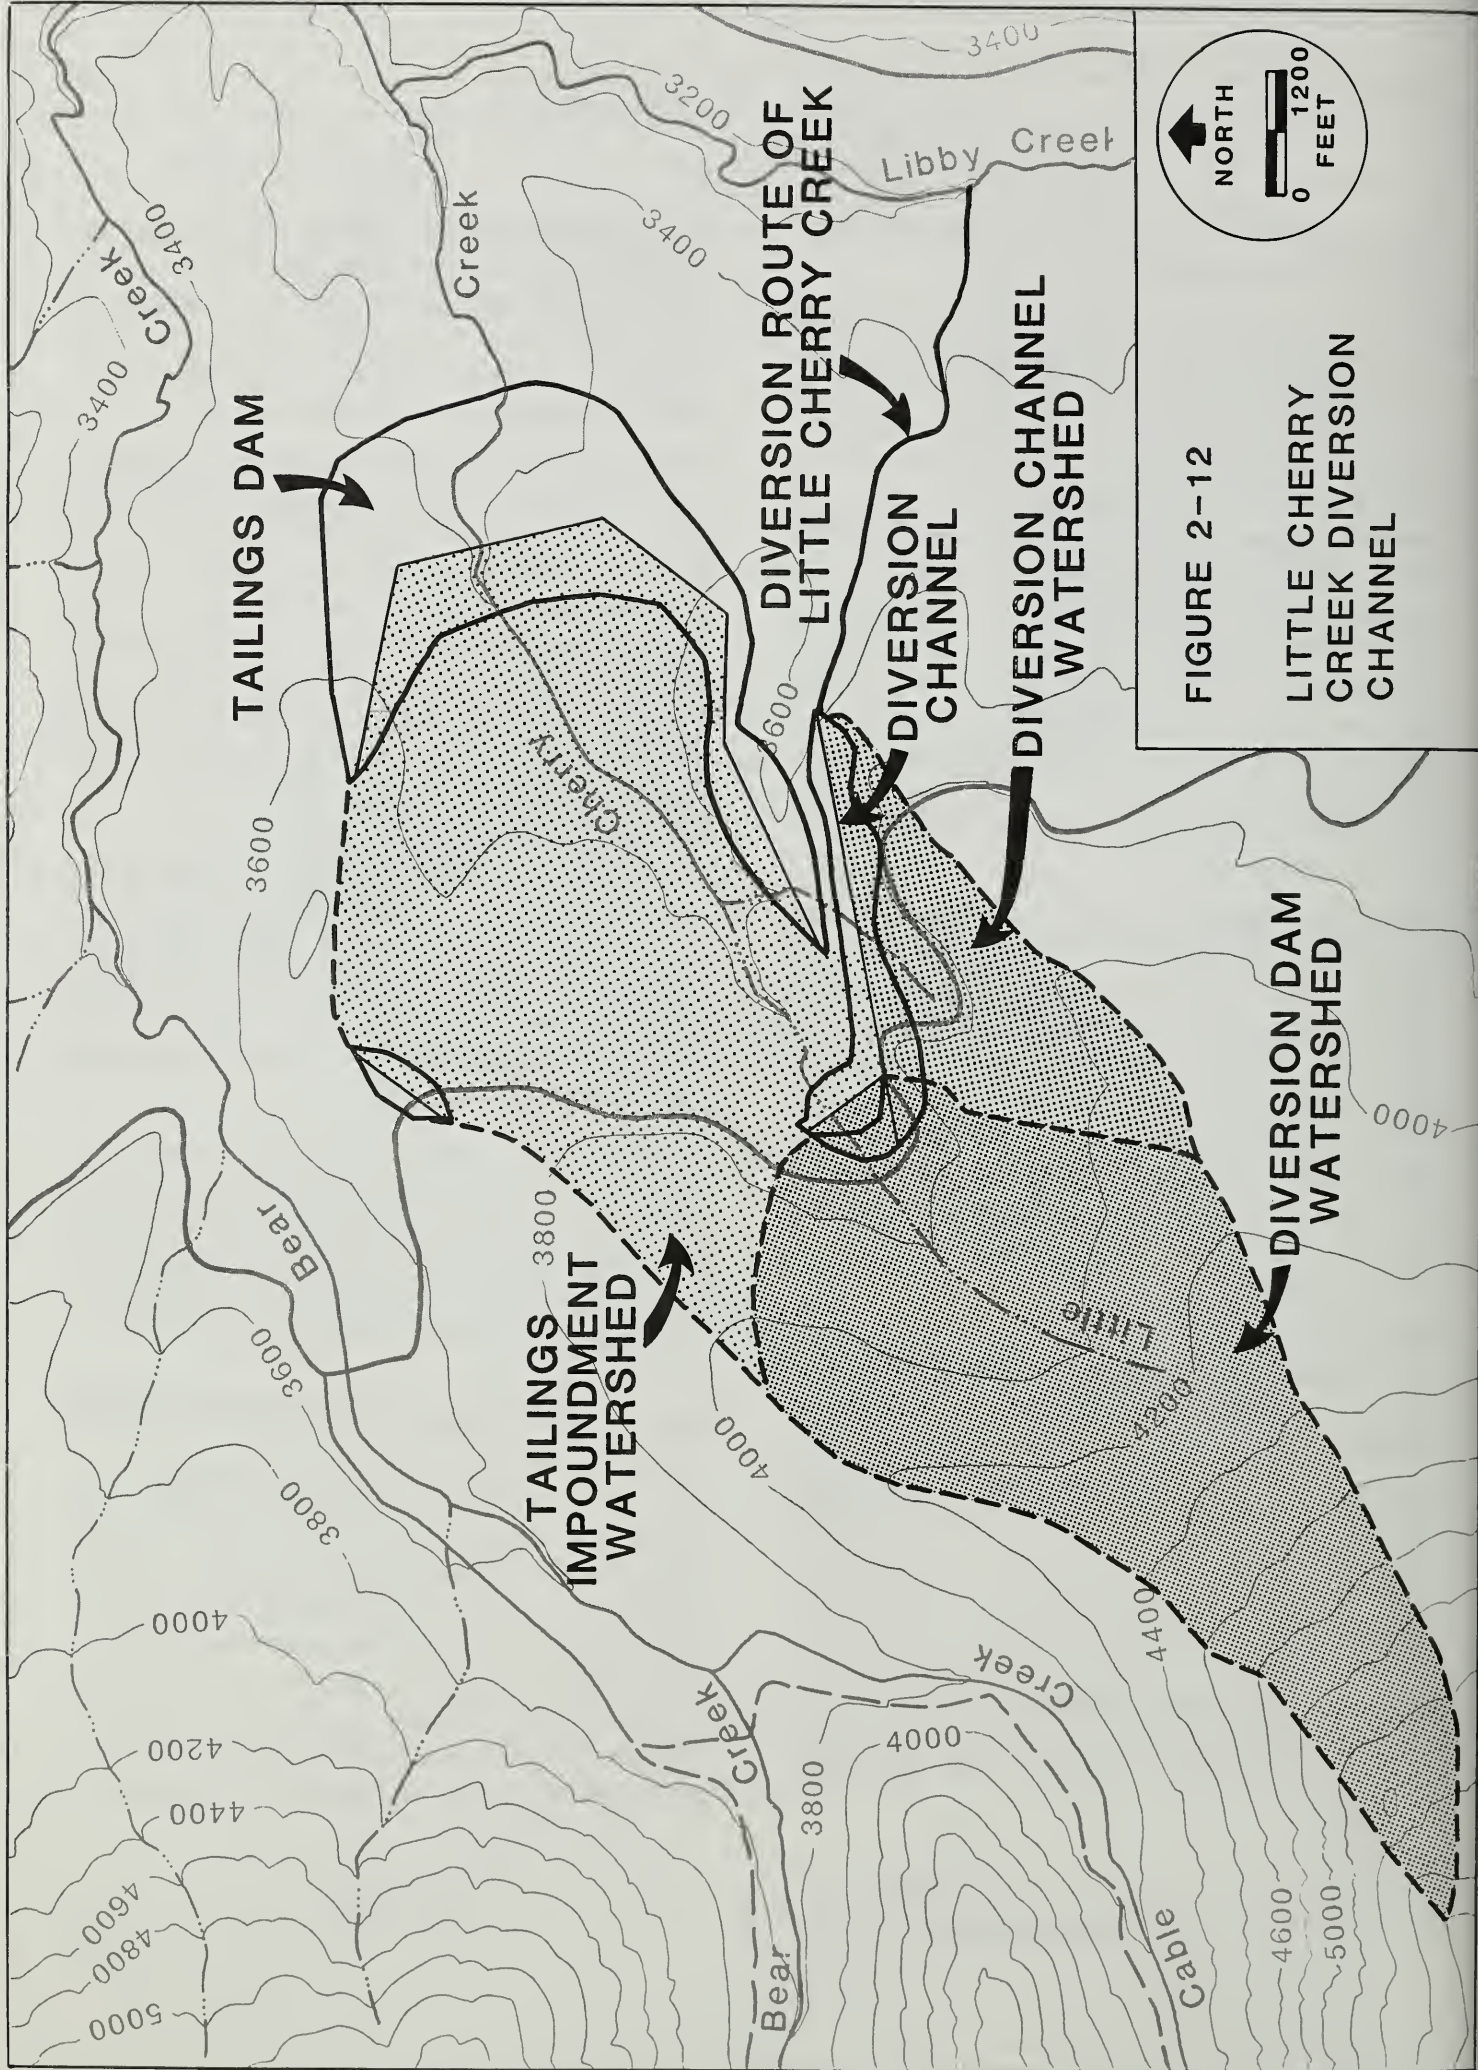 TAILINGS DAM
TAILINGS
IMPOUNDMENT
WATERSHED
DIVERSION ROUTE OF
LITTLE CHERRY CREEK
DIVERSION
CHANNEL
DIVERSION CHANNEL
WATERSHED
DIVERSION DAM
WATERSHED
Bear
Creek
Bear
Creek
Cable
Creek
Little
Cherry
Creek
Libby Creek
5000
4800
4600
4400
4200
4000
3800
3600
3600
3400
3400
3200
3400
3400
3800
4000
3800
4000
4200
4400
4600
5000
4000
3600
FIGURE 2-12
LITTLE CHERRY
CREEK DIVERSION
CHANNEL
NORTH
0 1200
FEET